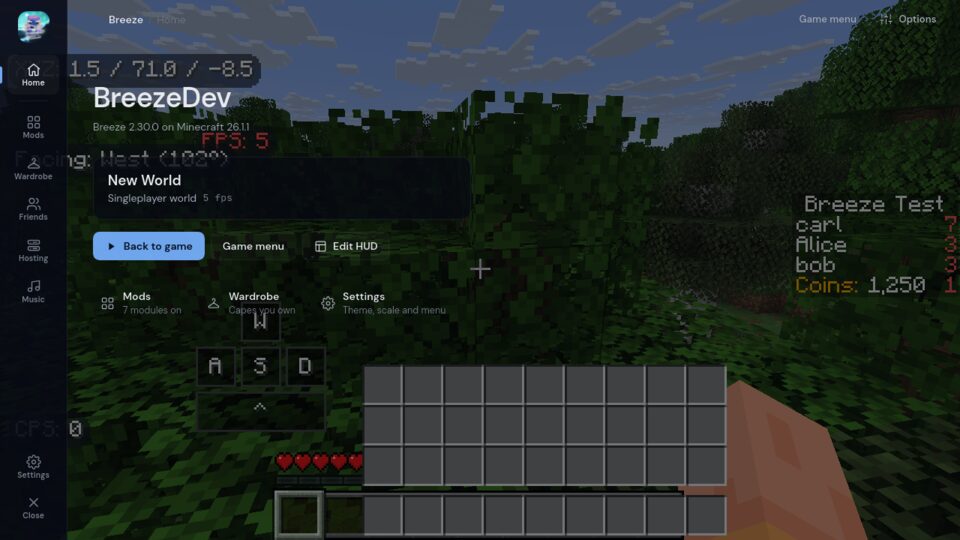 Breeze / Home
Game menu
Options
XYZ: 1.5 / 71.0 / -8.5
Home
BreezeDev
Breeze 2.30.0 on Minecraft 26.1.1
FPS: 5
Mods
Facing: West (102°)
Wardrobe
New World
Singleplayer world 5 fps
Friends
Breeze Test
carl 7
Alice 3
bob 3
Coins: 1,250 1
Back to game
Game menu
Edit HUD
Hosting
Music
Mods
7 modules on
Wardrobe
Capes you own
Settings
Theme, scale and menu
W
A S D
^
CPS: 0
Settings
Close